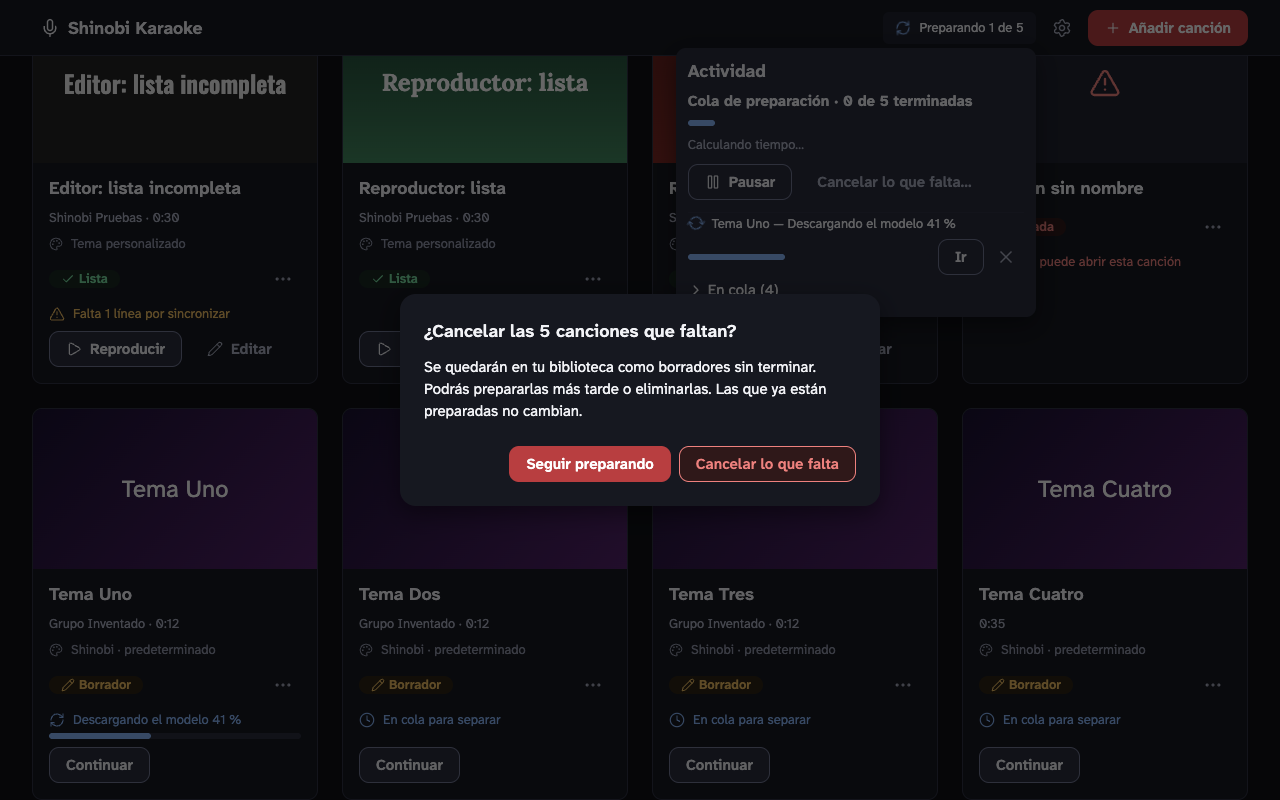 Shinobi Karaoke
Preparando 1 de 5
Añadir canción
Editor: lista incompleta
Reproductor: lista
Actividad
Cola de preparación · 0 de 5 terminadas
Calculando tiempo…
Pausar
Cancelar lo que falta…
Tema Uno — Descargando el modelo 41 %
Ir
En cola (4)
Editor: lista incompleta
Shinobi Pruebas · 0:30
Tema personalizado
Lista
Falta 1 línea por sincronizar
Reproducir
Editar
Reproductor: lista
Shinobi Pruebas · 0:30
Tema personalizado
Lista
sin nombre
puede abrir esta canción
¿Cancelar las 5 canciones que faltan?
Se quedarán en tu biblioteca como borradores sin terminar.
Podrás prepararlas más tarde o eliminarlas. Las que ya están
preparadas no cambian.
Seguir preparando
Cancelar lo que falta
Tema Uno
Tema Cuatro
Tema Uno
Grupo Inventado · 0:12
Shinobi · predeterminado
Borrador
Descargando el modelo 41 %
Continuar
Tema Dos
Grupo Inventado · 0:12
Shinobi · predeterminado
Borrador
En cola para separar
Continuar
Tema Tres
Grupo Inventado · 0:12
Shinobi · predeterminado
Borrador
En cola para separar
Continuar
Tema Cuatro
0:35
Shinobi · predeterminado
Borrador
En cola para separar
Continuar